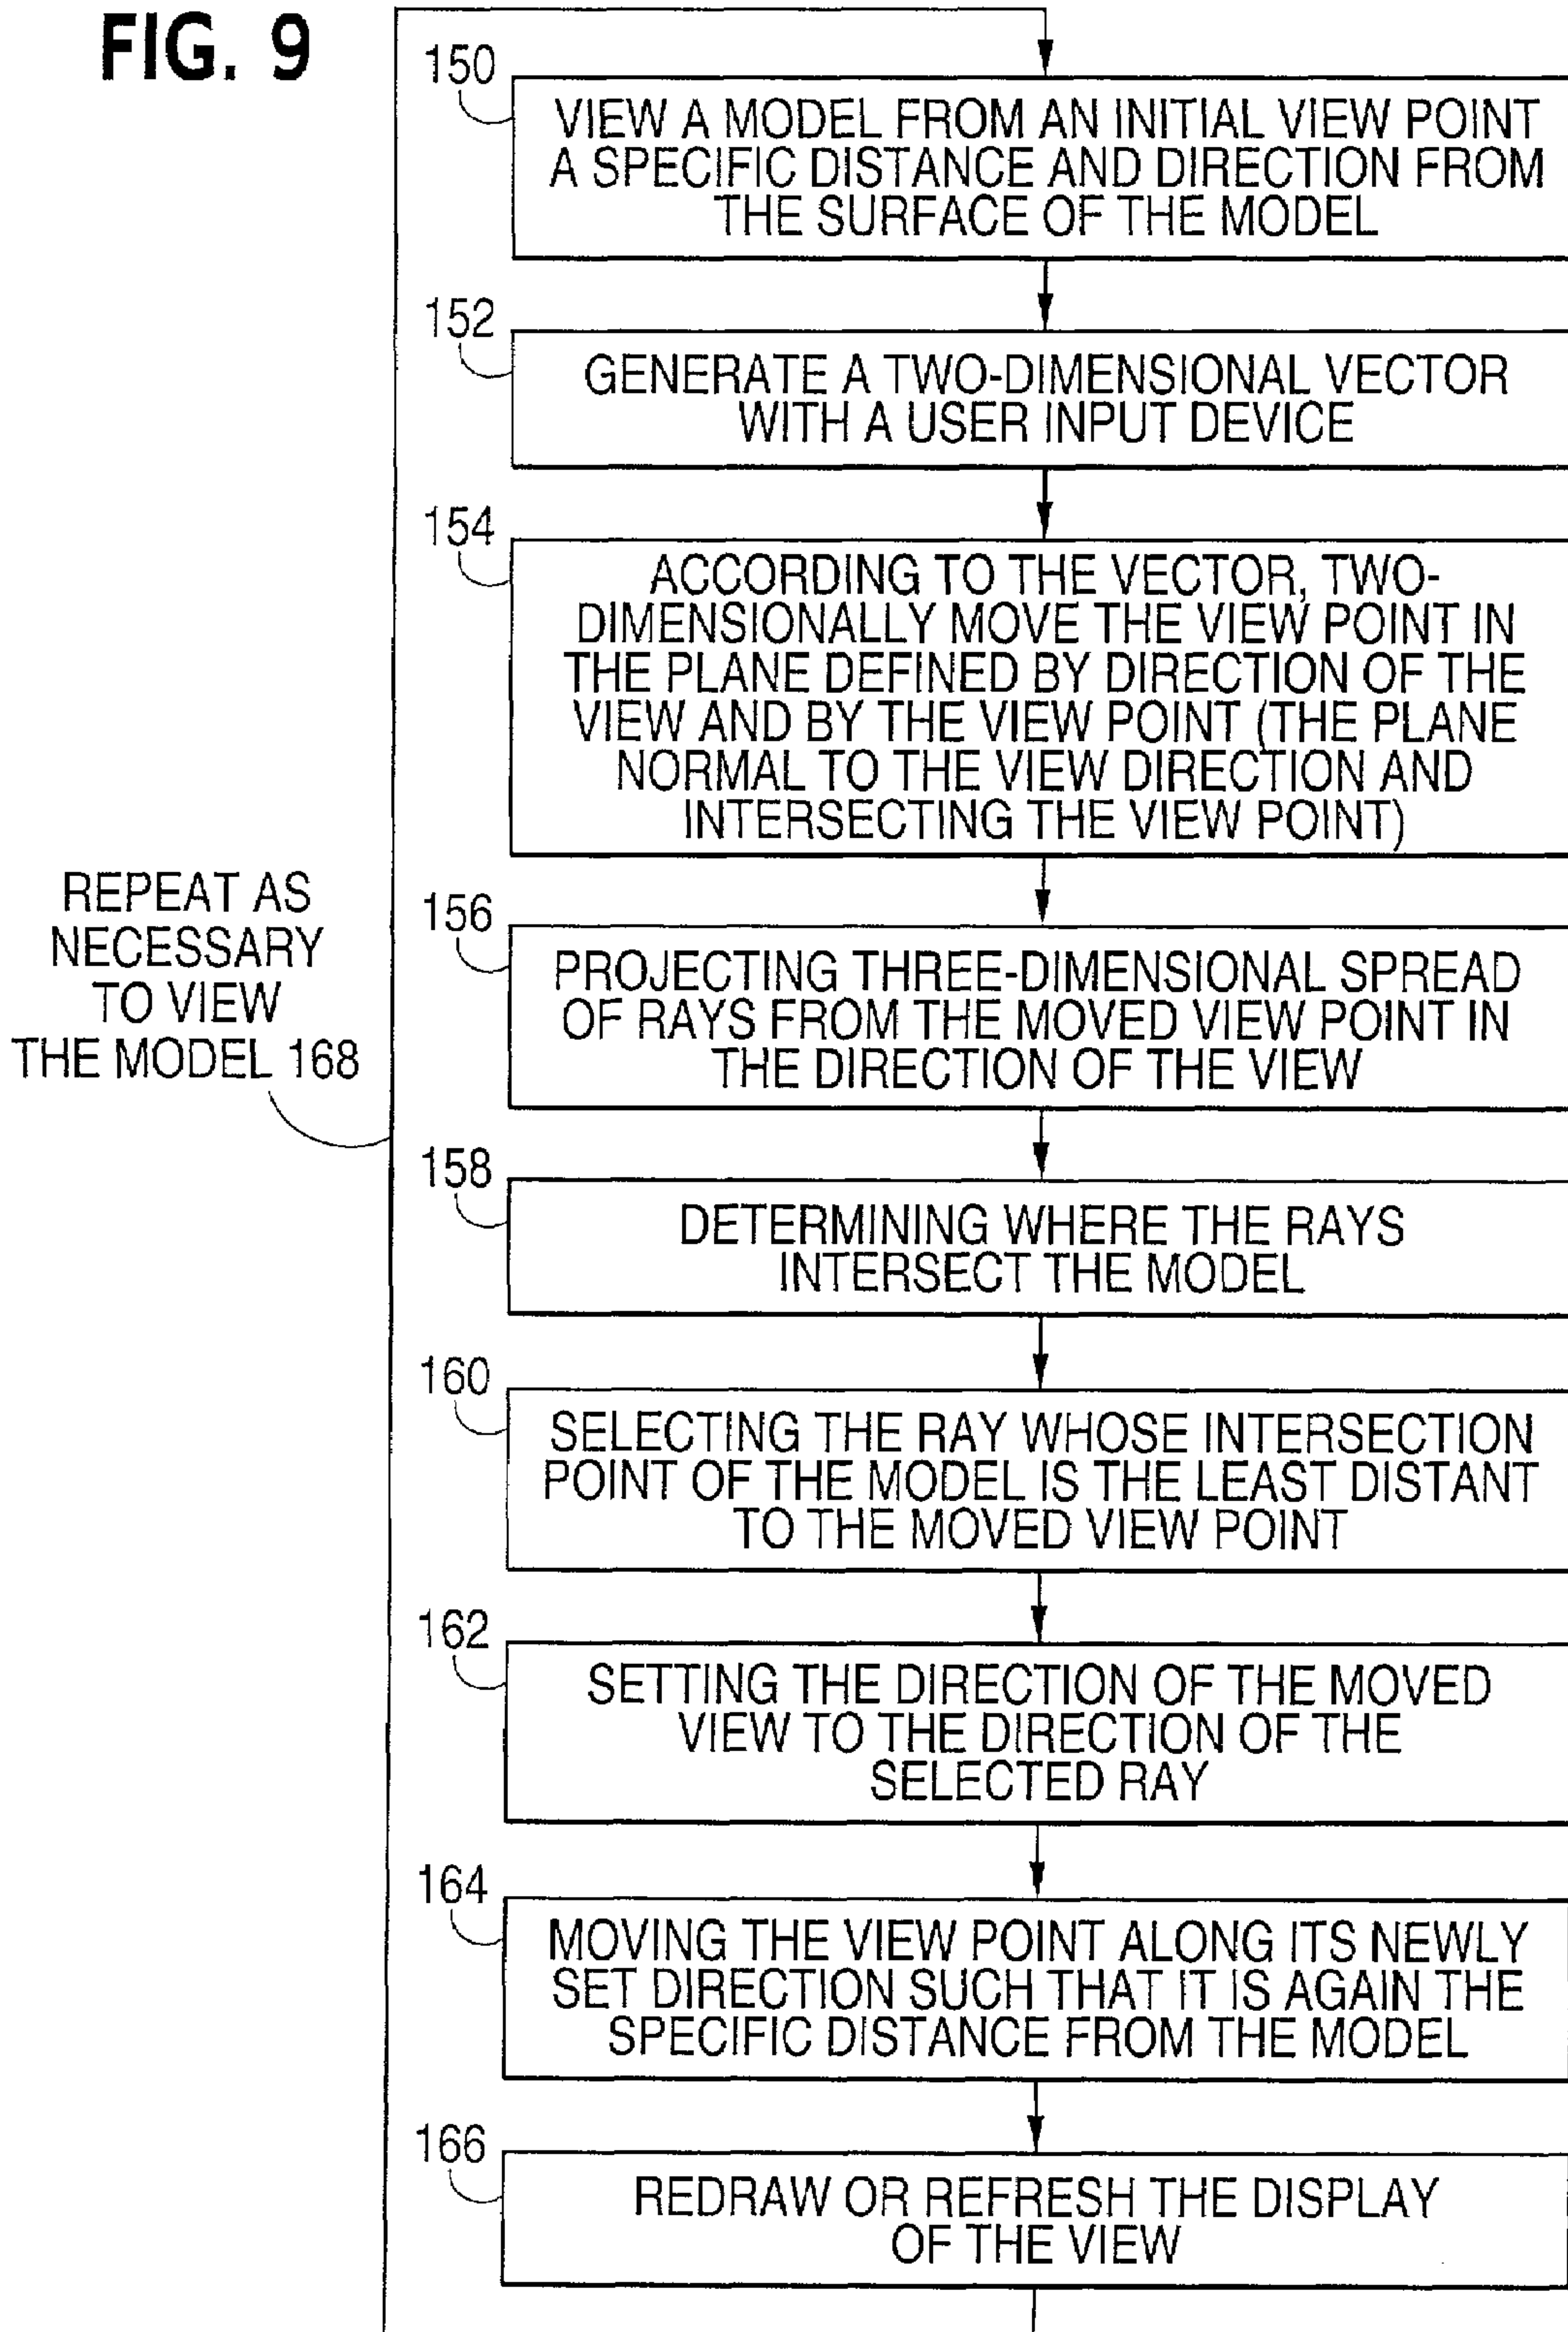 FIG. 9
150
VIEW A MODEL FROM AN INITIAL VIEW POINT
A SPECIFIC DISTANCE AND DIRECTION FROM
THE SURFACE OF THE MODEL
152
GENERATE A TWO-DIMENSIONAL VECTOR
WITH A USER INPUT DEVICE
154
ACCORDING TO THE VECTOR, TWO-
DIMENSIONALLY MOVE THE VIEW POINT IN
THE PLANE DEFINED BY DIRECTION OF THE
VIEW AND BY THE VIEW POINT (THE PLANE
NORMAL TO THE VIEW DIRECTION AND
INTERSECTING THE VIEW POINT)
REPEAT AS
NECESSARY
TO VIEW
THE MODEL 168
156
PROJECTING THREE-DIMENSIONAL SPREAD
OF RAYS FROM THE MOVED VIEW POINT IN
THE DIRECTION OF THE VIEW
158
DETERMINING WHERE THE RAYS
INTERSECT THE MODEL
160
SELECTING THE RAY WHOSE INTERSECTION
POINT OF THE MODEL IS THE LEAST DISTANT
TO THE MOVED VIEW POINT
162
SETTING THE DIRECTION OF THE MOVED
VIEW TO THE DIRECTION OF THE
SELECTED RAY
164
MOVING THE VIEW POINT ALONG ITS NEWLY
SET DIRECTION SUCH THAT IT IS AGAIN THE
SPECIFIC DISTANCE FROM THE MODEL
166
REDRAW OR REFRESH THE DISPLAY
OF THE VIEW